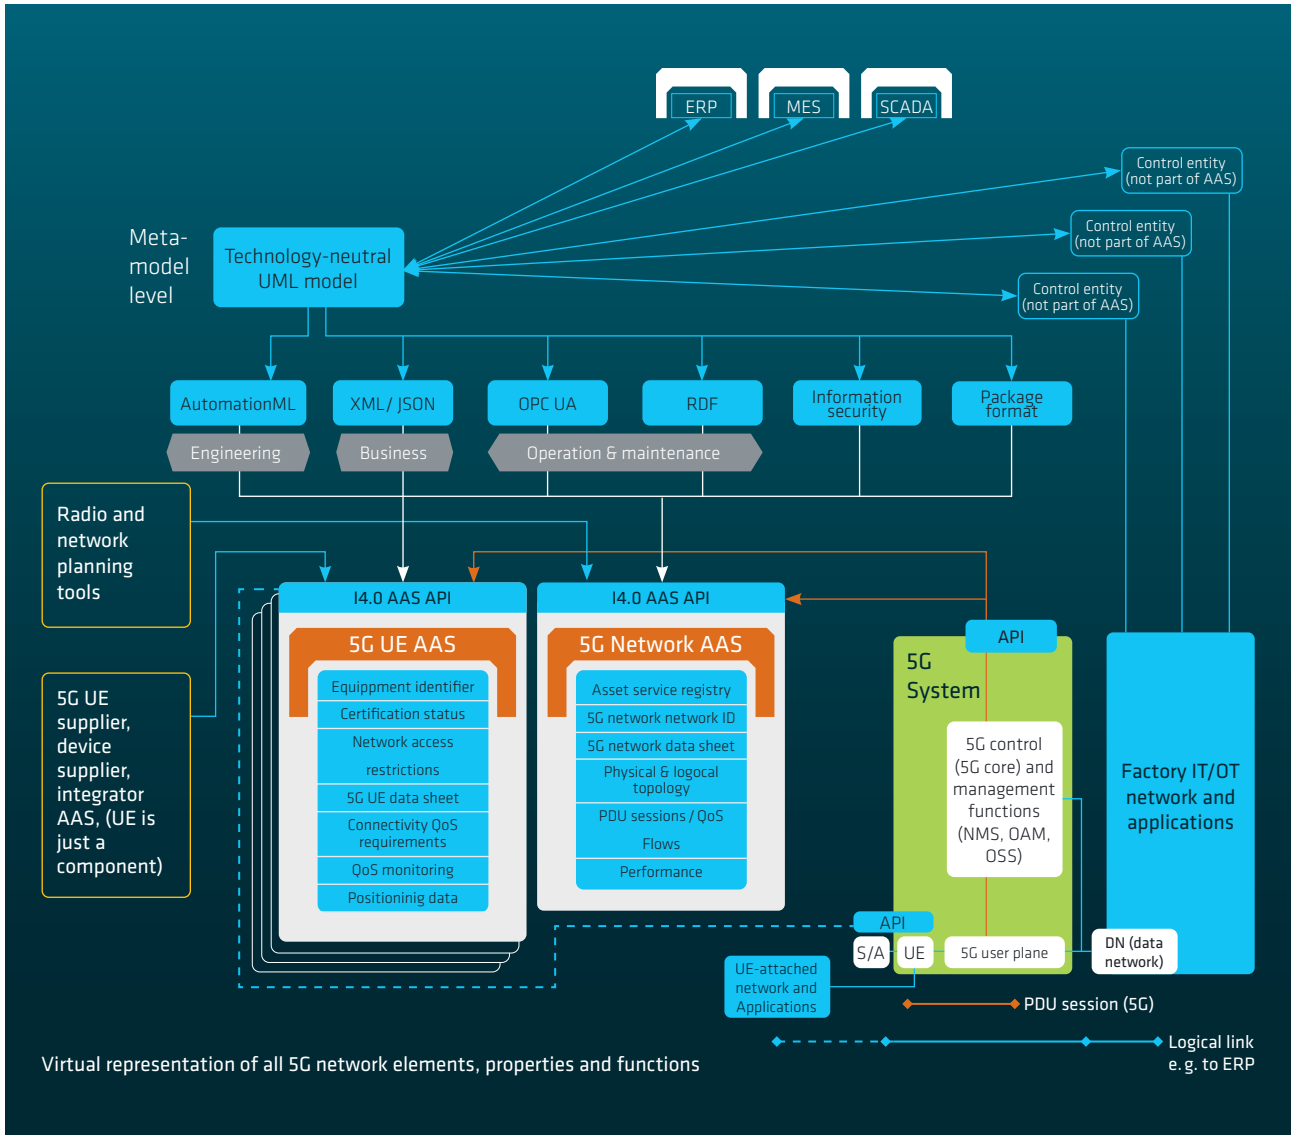 ERP
MES
SCADA
Control entity
(not part of AAS)
Control entity
(not part of AAS)
Control entity
(not part of AAS)
Meta-
model
level
Technology-neutral
UML model
AutomationML
XML/ JSON
OPC UA
RDF
Information
security
Package
format
Engineering
Business
Operation & maintenance
Radio and
network
planning
tools
5G UE
supplier,
device
supplier,
integrator
AAS, (UE is
just a
component)
I4.0 AAS API
5G UE AAS
Equippment identifier
Certification status
Network access
restrictions
5G UE data sheet
Connectivity QoS
requirements
QoS monitoring
Positioninig data
I4.0 AAS API
5G Network AAS
Asset service registry
5G network network ID
5G network data sheet
Physical & logocal
topology
PDU sessions / QoS
Flows
Performance
API
5G
System
5G control
(5G core) and
management
functions
(NMS, OAM,
OSS)
Factory IT/OT
network and
applications
API
S/A
UE
5G user plane
DN (data
network)
UE-attached
network and
Applications
PDU session (5G)
Logical link
e. g. to ERP
Virtual representation of all 5G network elements, properties and functions